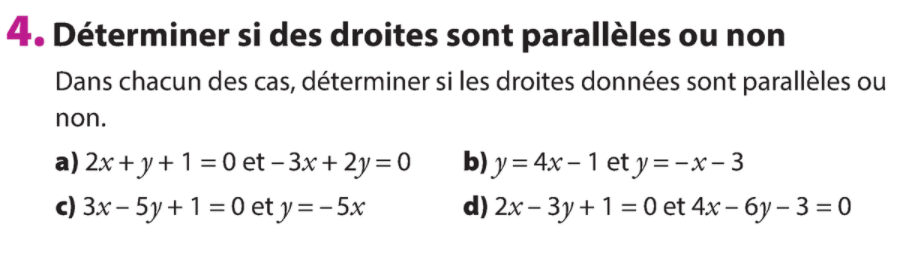 4. Déterminer si des droites sont parallèles ou non
Dans chacun des cas, déterminer si les droites données sont parallèles ou
non.
a) 2x + y + 1 = 0 et – 3x + 2y = 0 b) y = 4x – 1 et y = – x – 3
c) 3x – 5y + 1 = 0 et y = – 5x d) 2x – 3y + 1 = 0 et 4x – 6y – 3 = 0